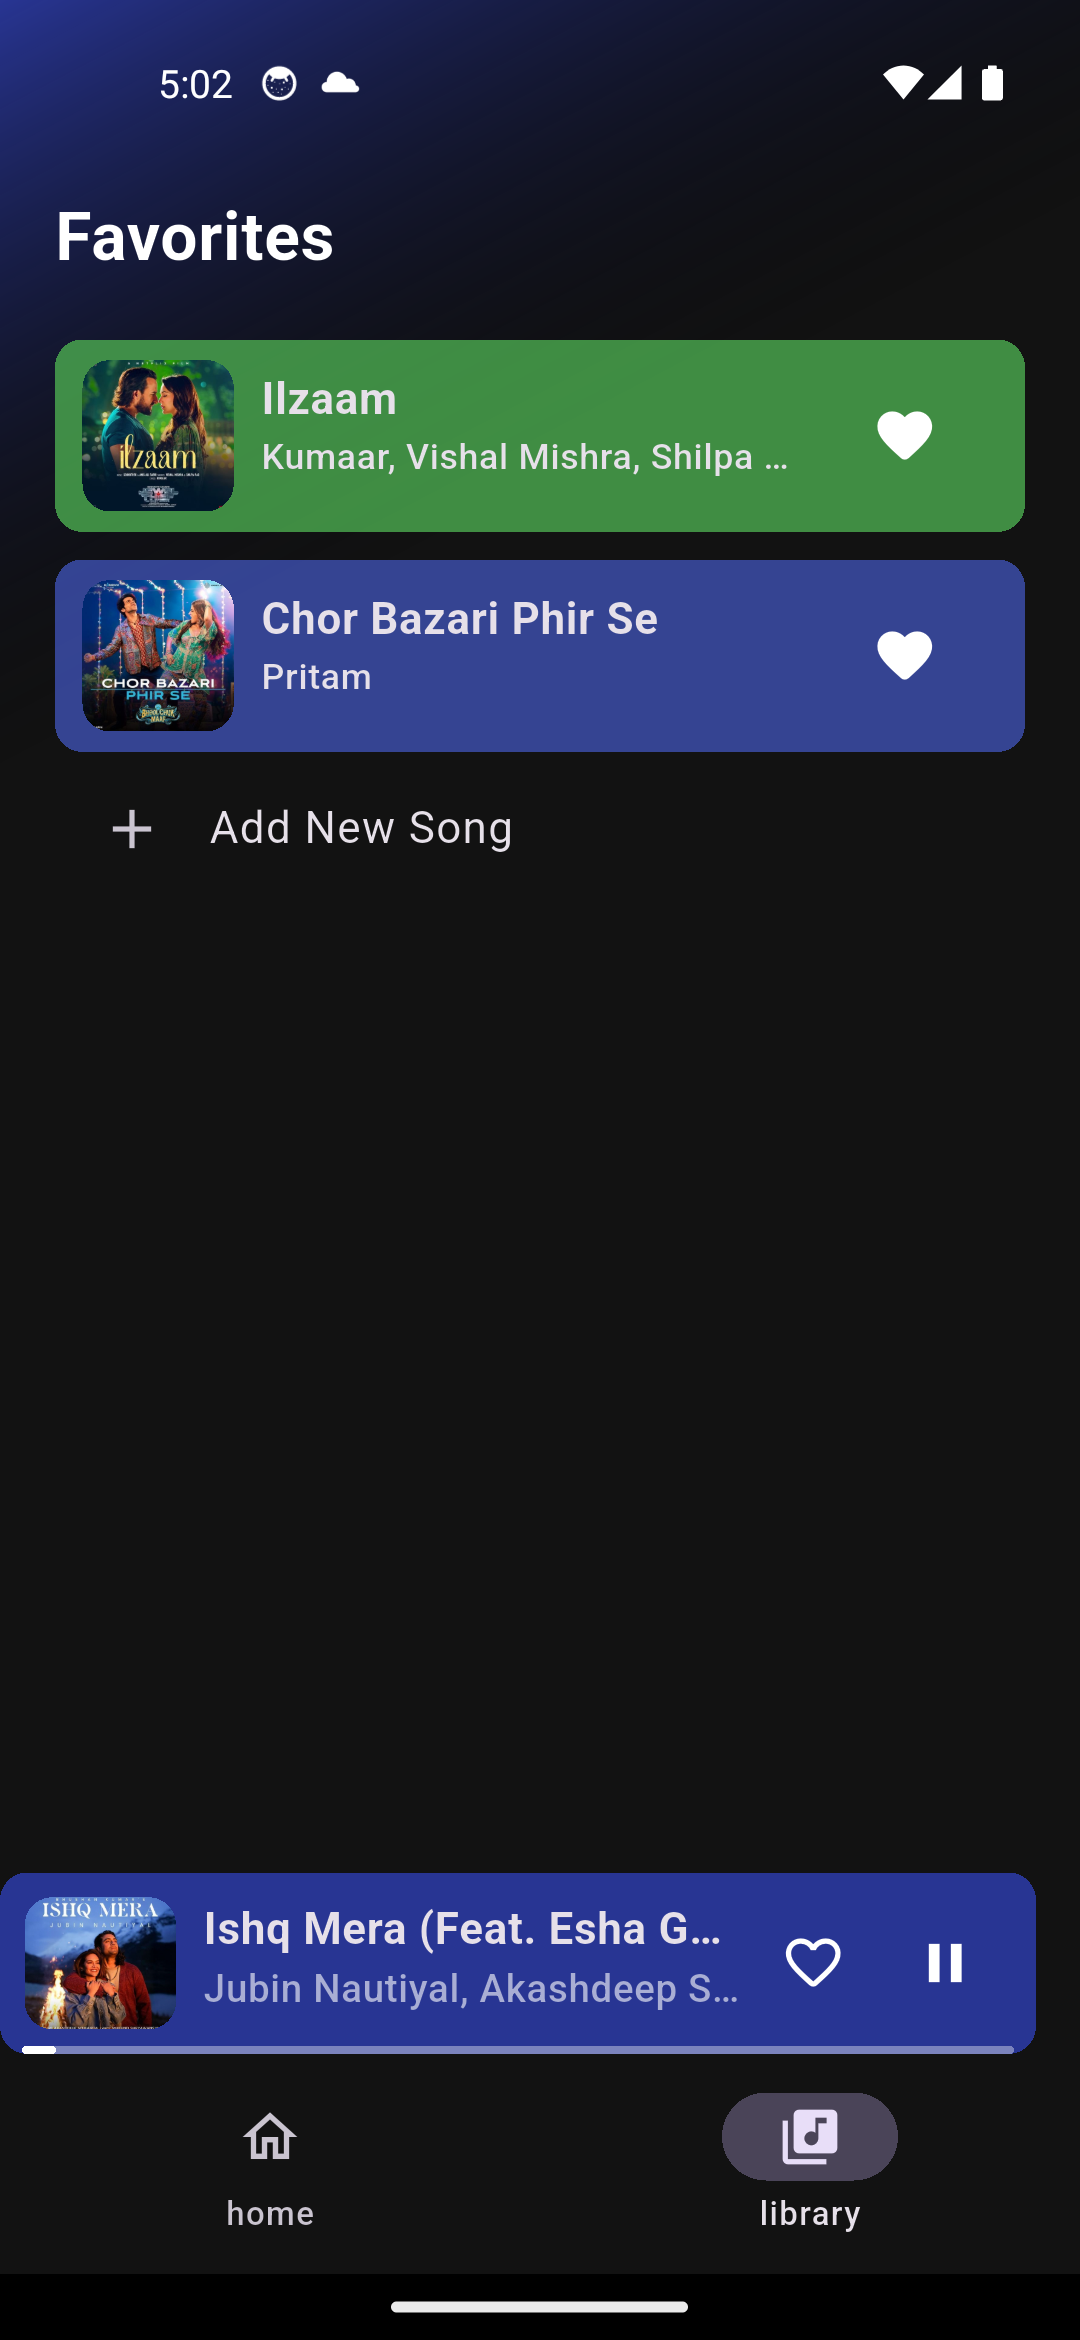 5:02
Favorites
ilzaam
Ilzaam
Kumaar, Vishal Mishra, Shilpa ...
CHOR BAZARI
PHIR SE
Chor Bazari Phir Se
Pritam
Add New Song
ISHQ MERA
JUBIN NAUTIYAL
Ishq Mera (Feat. Esha G...
Jubin Nautiyal, Akashdeep S...
home
library